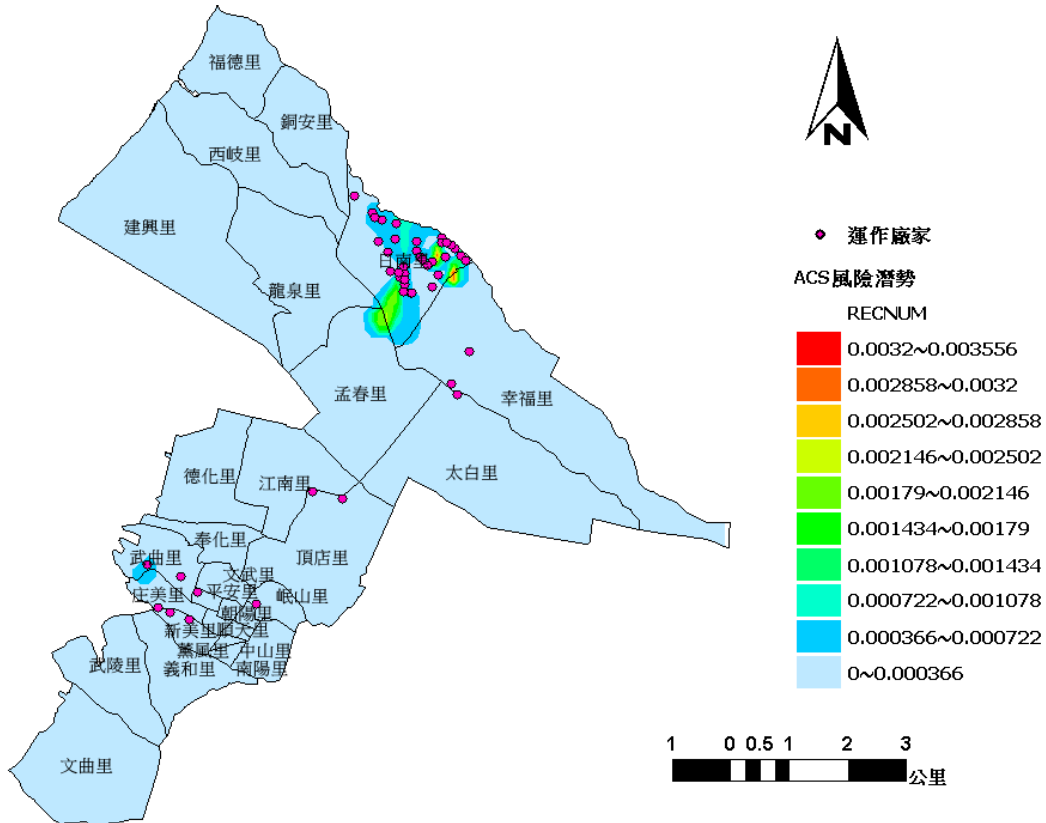 福德里
銅安里
西岐里
建興里
龍泉里
日南里
孟春里
幸福里
太白里
德化里
江南里
頂店里
奉化里
武曲里
文武里
庄美里
平安里
岷山里
朝陽里
新美里
順天里
薰風里
中山里
武陵里
義和里
南陽里
文曲里
N
運作廠家
ACS風險潛勢
RECNUM
0.0032~0.003556
0.002858~0.0032
0.002502~0.002858
0.002146~0.002502
0.00179~0.002146
0.001434~0.00179
0.001078~0.001434
0.000722~0.001078
0.000366~0.000722
0~0.000366
1 0 0.5 1 2 3
公里